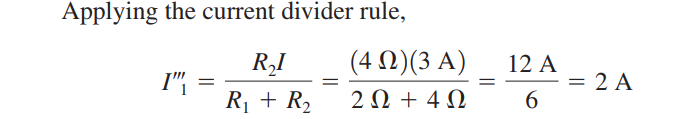 Applying the current divider rule,
I‴₁ = R₂I / (R₁ + R₂) = (4 Ω)(3 A) / (2 Ω + 4 Ω) = 12 A / 6 = 2 A